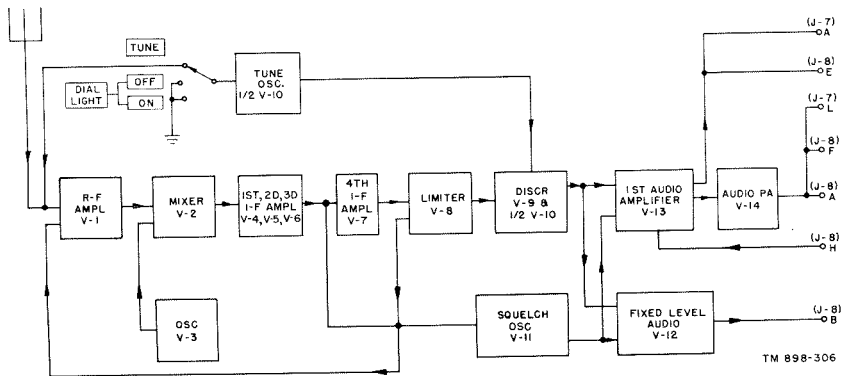 TUNE
DIAL
LIGHT
OFF
ON
TUNE
OSC.
1/2 V-10
(J-7)
A
(J-8)
E
(J-7)
L
(J-8)
F
(J-8)
A
(J-8)
H
(J-8)
B
R-F
AMPL
V-1
MIXER
V-2
1ST, 2D, 3D
I-F AMPL
V-4, V-5, V-6
4TH
I-F
AMPL
V-7
LIMITER
V-8
DISCR
V-9 &
1/2 V-10
1ST AUDIO
AMPLIFIER
V-13
AUDIO PA
V-14
OSC
V-3
SQUELCH
OSC
V-11
FIXED LEVEL
AUDIO
V-12
TM 898-306